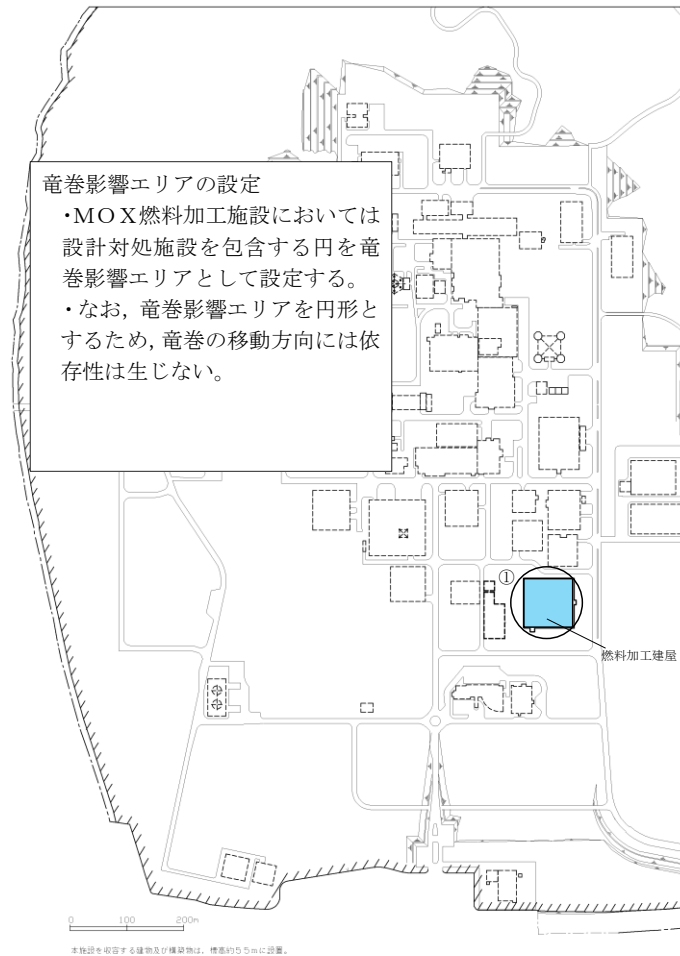 竜巻影響エリアの設定
・ＭＯＸ燃料加工施設においては
設計対処施設を包含する円を竜
巻影響エリアとして設定する。
・なお，竜巻影響エリアを円形と
するため，竜巻の移動方向には依
存性は生じない。
①
燃料加工建屋
0 100 200m
本施設を収容する建物及び構築物は，標高約５５ｍに設置。